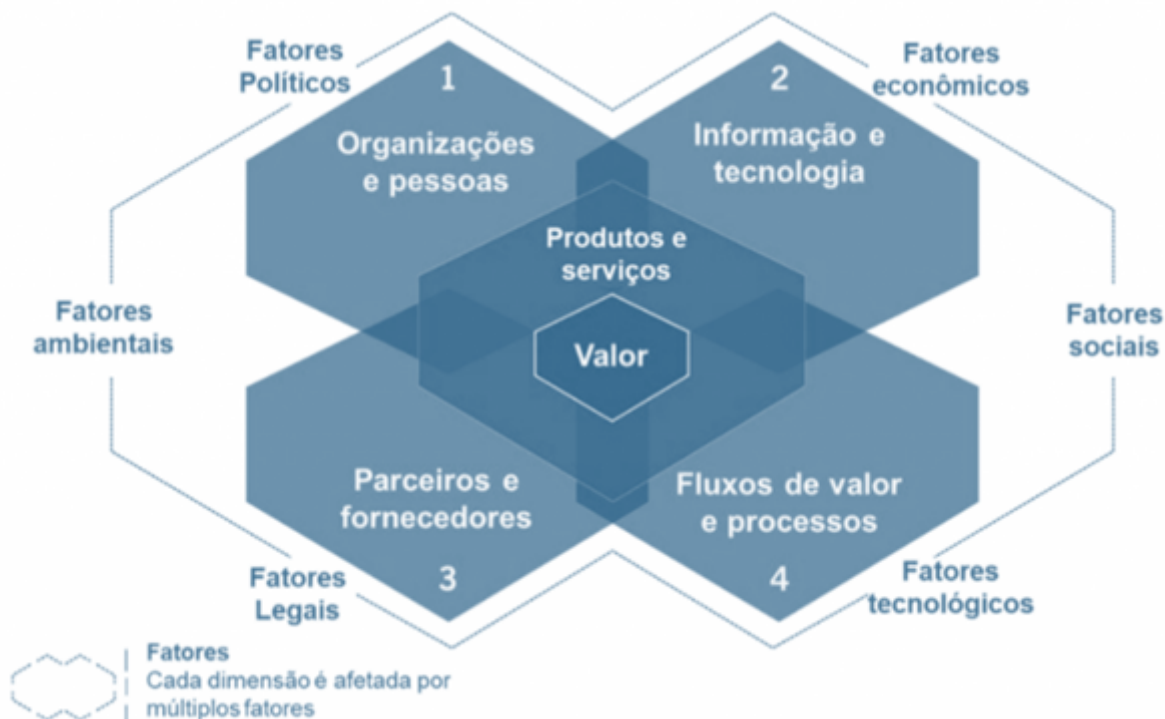 Fatores
Políticos
1
2
Fatores
econômicos
Organizações
e pessoas
Informação e
tecnologia
Produtos e
serviços
Fatores
ambientais
Valor
Fatores
sociais
Parceiros e
fornecedores
Fluxos de valor
e processos
3
4
Fatores
Legais
Fatores
tecnológicos
Fatores
Cada dimensão é afetada por
múltiplos fatores